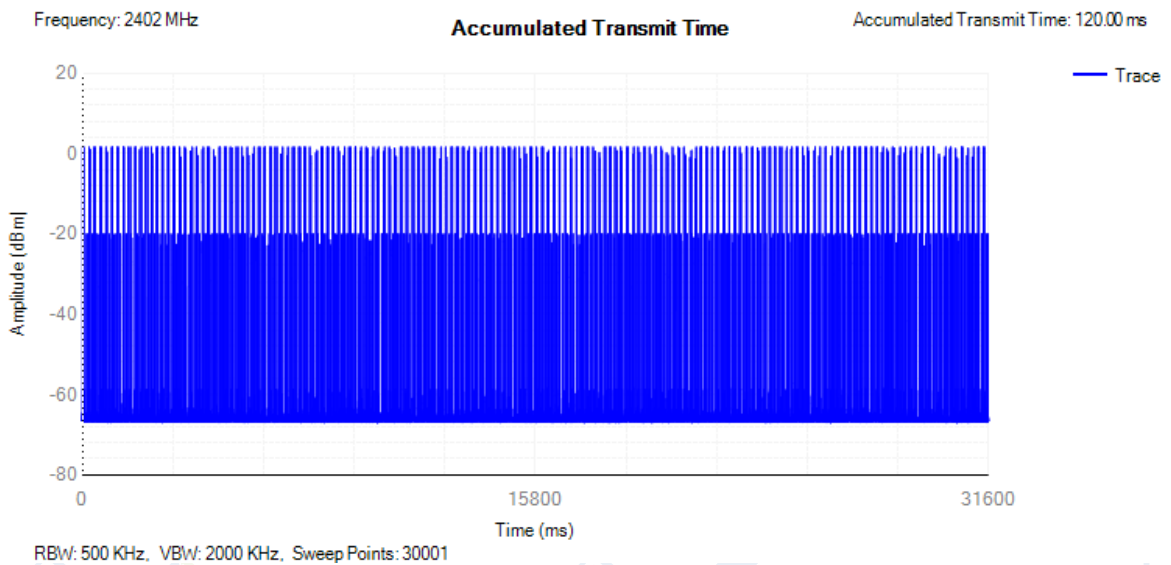 Frequency: 2402 MHz
Accumulated Transmit Time
Accumulated Transmit Time: 120.00 ms
Trace
20
0
-20
-40
-60
-80
Amplitude (dBm)
0
15800
31600
Time (ms)
RBW: 500 KHz, VBW: 2000 KHz, Sweep Points: 30001